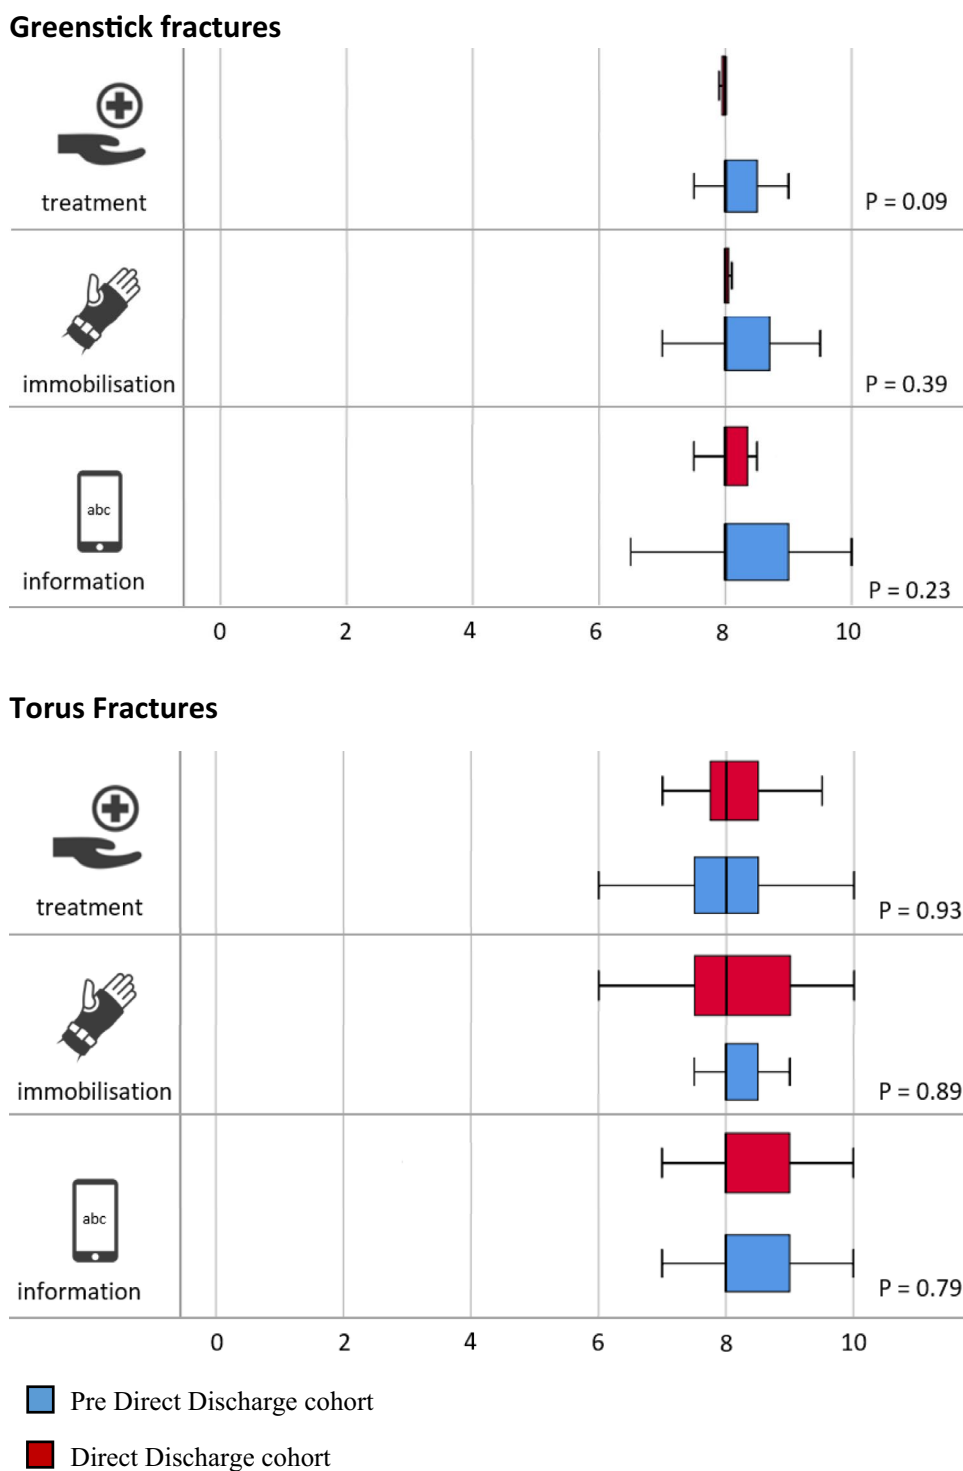 Greenstick fractures
treatment
P = 0.09
immobilisation
P = 0.39
abc
information
P = 0.23
0 2 4 6 8 10
Torus Fractures
treatment
P = 0.93
immobilisation
P = 0.89
abc
information
P = 0.79
0 2 4 6 8 10
Pre Direct Discharge cohort
Direct Discharge cohort